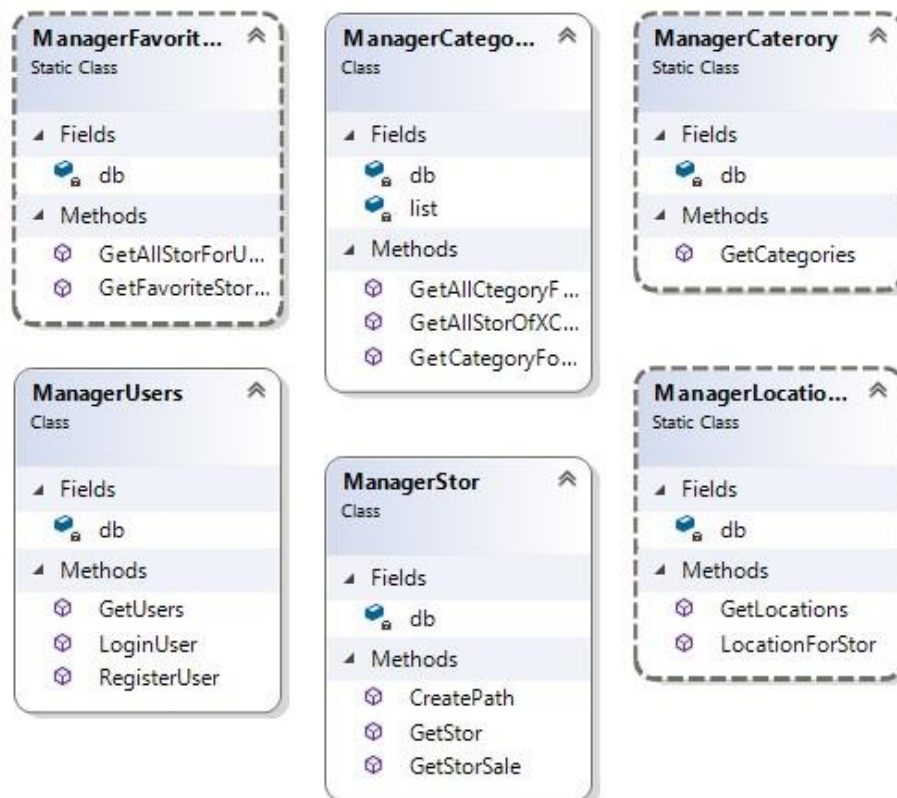 ManagerFavorit...
Static Class
Fields
db
Methods
GetAllStorForU...
GetFavoriteStor...
ManagerCatego...
Class
Fields
db
list
Methods
GetAllCtegoryF...
GetAllStorOfXC...
GetCategoryFo...
ManagerCaterory
Static Class
Fields
db
Methods
GetCategories
ManagerUsers
Class
Fields
db
Methods
GetUsers
LoginUser
RegisterUser
ManagerStor
Class
Fields
db
Methods
CreatePath
GetStor
GetStorSale
ManagerLocatio...
Static Class
Fields
db
Methods
GetLocations
LocationForStor